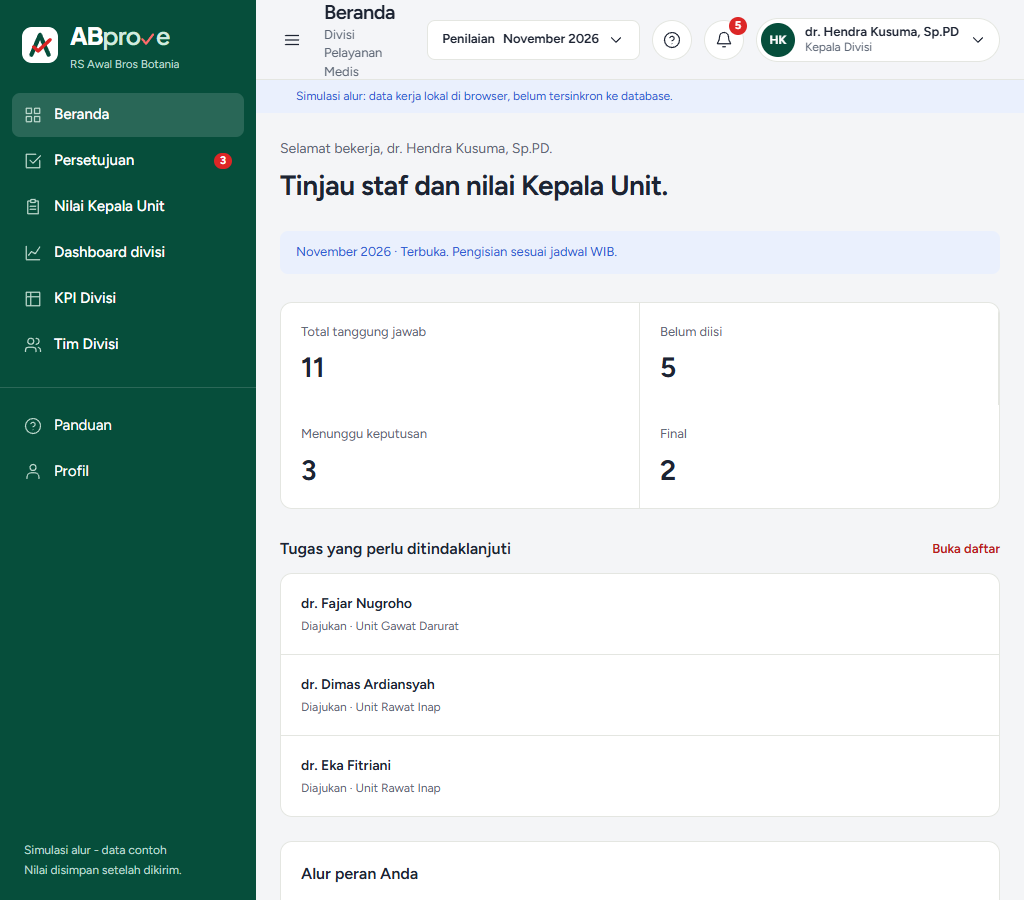 ABprove
RS Awal Bros Botania
Beranda
Persetujuan 3
Nilai Kepala Unit
Dashboard divisi
KPI Divisi
Tim Divisi
Panduan
Profil
Simulasi alur - data contoh
Nilai disimpan setelah dikirim.
Beranda
Divisi
Pelayanan
Medis
Penilaian November 2026
5
HK
dr. Hendra Kusuma, Sp.PD
Kepala Divisi
Simulasi alur: data kerja lokal di browser, belum tersinkron ke database.
Selamat bekerja, dr. Hendra Kusuma, Sp.PD.
Tinjau staf dan nilai Kepala Unit.
November 2026 · Terbuka. Pengisian sesuai jadwal WIB.
Total tanggung jawab
11
Belum diisi
5
Menunggu keputusan
3
Final
2
Tugas yang perlu ditindaklanjuti
Buka daftar
dr. Fajar Nugroho
Diajukan · Unit Gawat Darurat
dr. Dimas Ardiansyah
Diajukan · Unit Rawat Inap
dr. Eka Fitriani
Diajukan · Unit Rawat Inap
Alur peran Anda